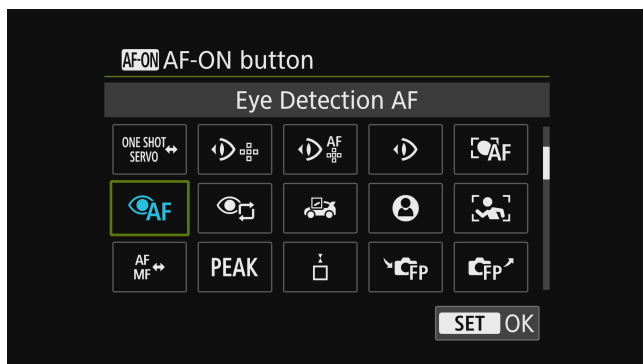 AF-ON AF-ON button
Eye Detection AF
ONE SHOT
SERVO
AF
AF
AF
AF
MF
PEAK
FP
FP
SET OK